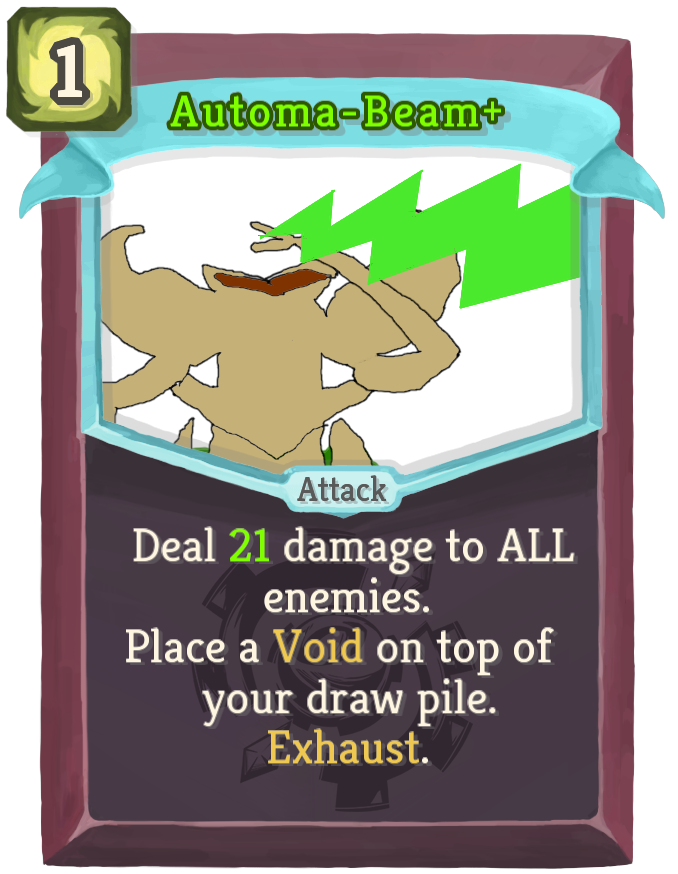 1
Automa-Beam+
Attack
Deal 21 damage to ALL
enemies.
Place a Void on top of
your draw pile.
Exhaust.